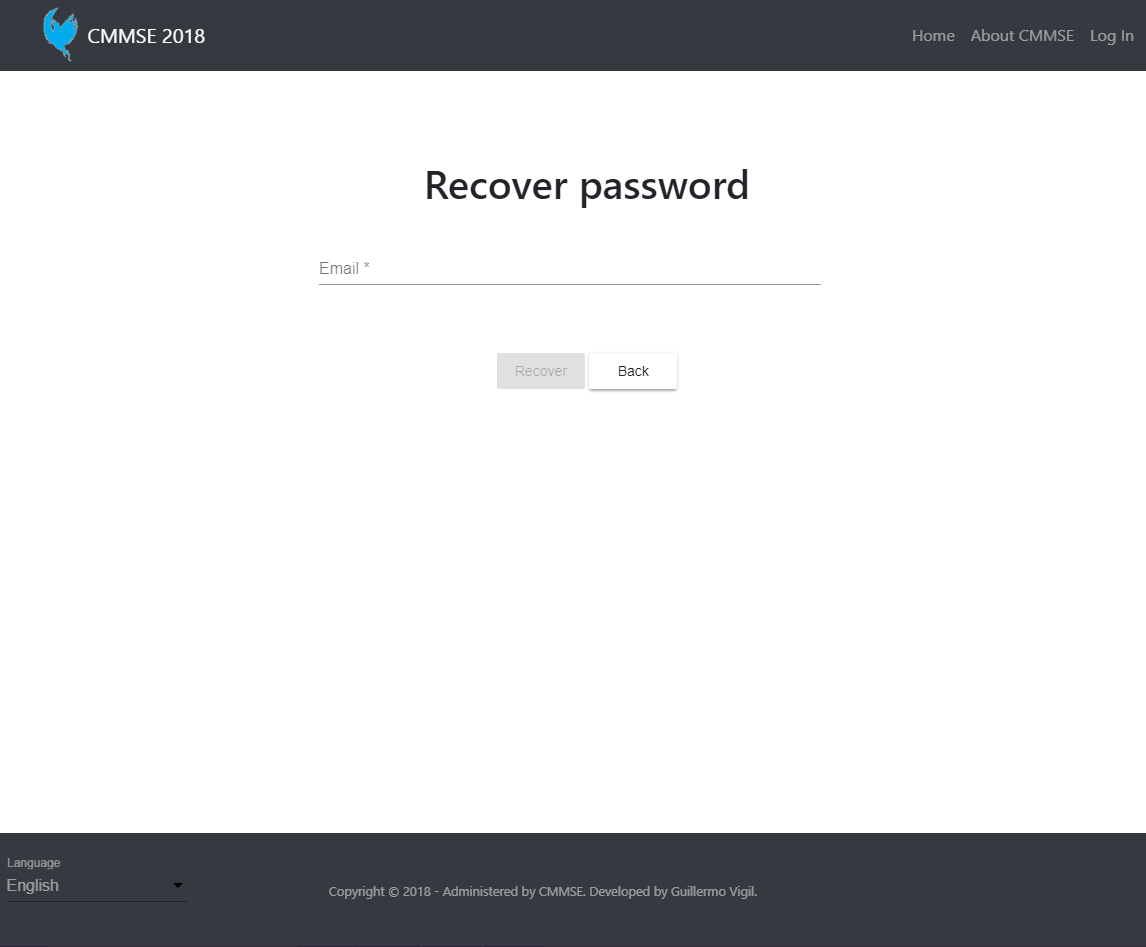 CMMSE 2018
Home About CMMSE Log In
Recover password
Email *
Recover Back
Language
English
Copyright © 2018 - Administered by CMMSE. Developed by Guillermo Vigil.